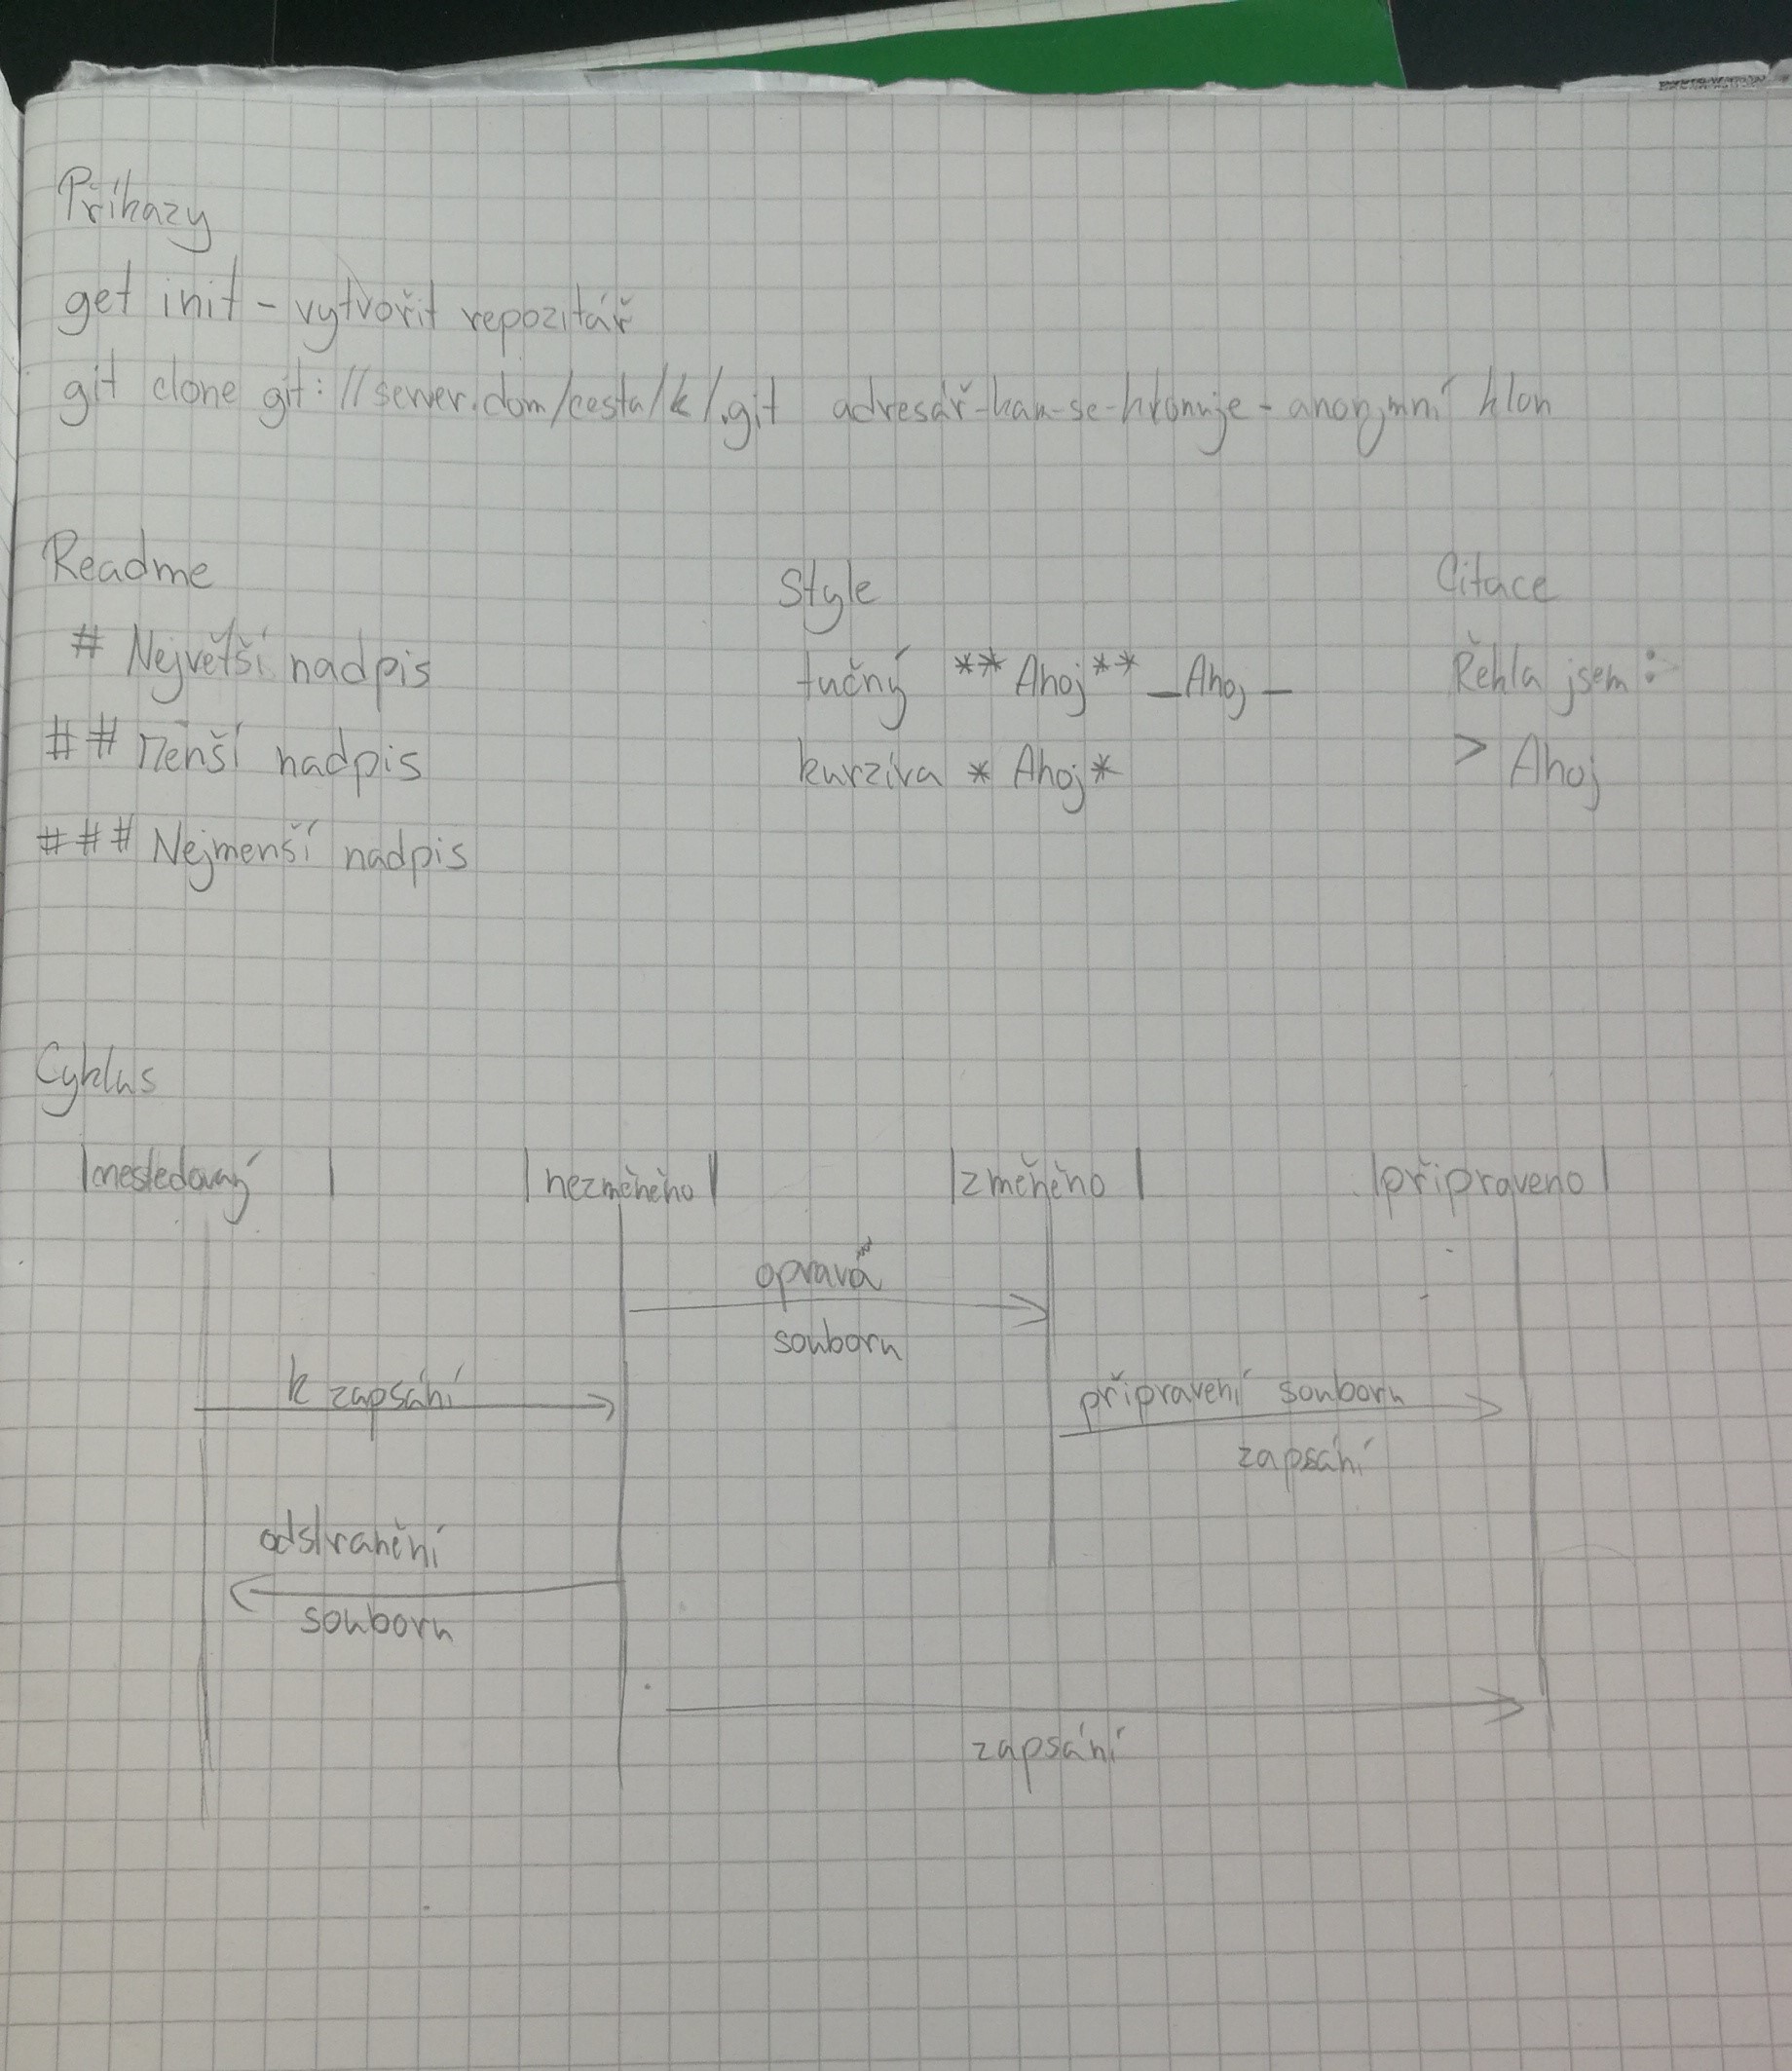 Příkazy
get init - vytvořit repozitář
git clone git://server.dom/cesta/k/.git adresář-kam-se-klonuje - anonymní klon
Readme
# Největší nadpis
## Menší nadpis
### Nejmenší nadpis
Style
tučný **Ahoj** _Ahoj_
kurzíva *Ahoj*
Citace
Řekla jsem:
> Ahoj
Cyklus
|nesledovaný | |nezměněno| |změněno | |připraveno |
oprava
souboru
k zapsání
připravení souboru
zapsání
odstranění
souboru
zapsání